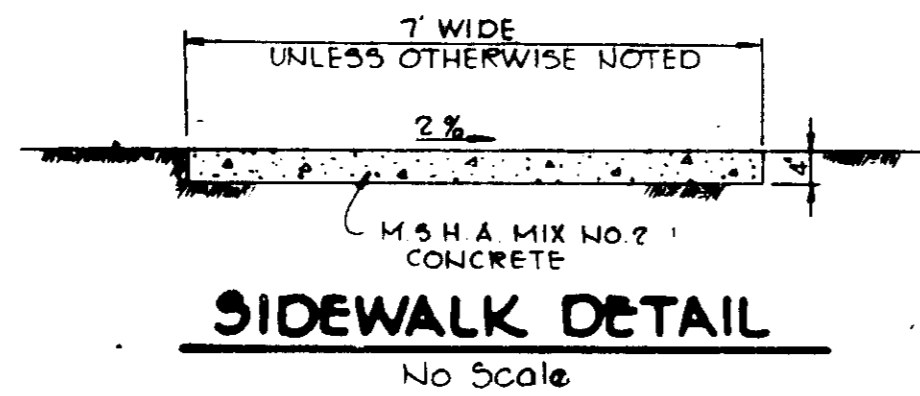 7' WIDE
UNLESS OTHERWISE NOTED
2%
4"
M.S.H.A. MIX NO.2
CONCRETE
SIDEWALK DETAIL
No Scale